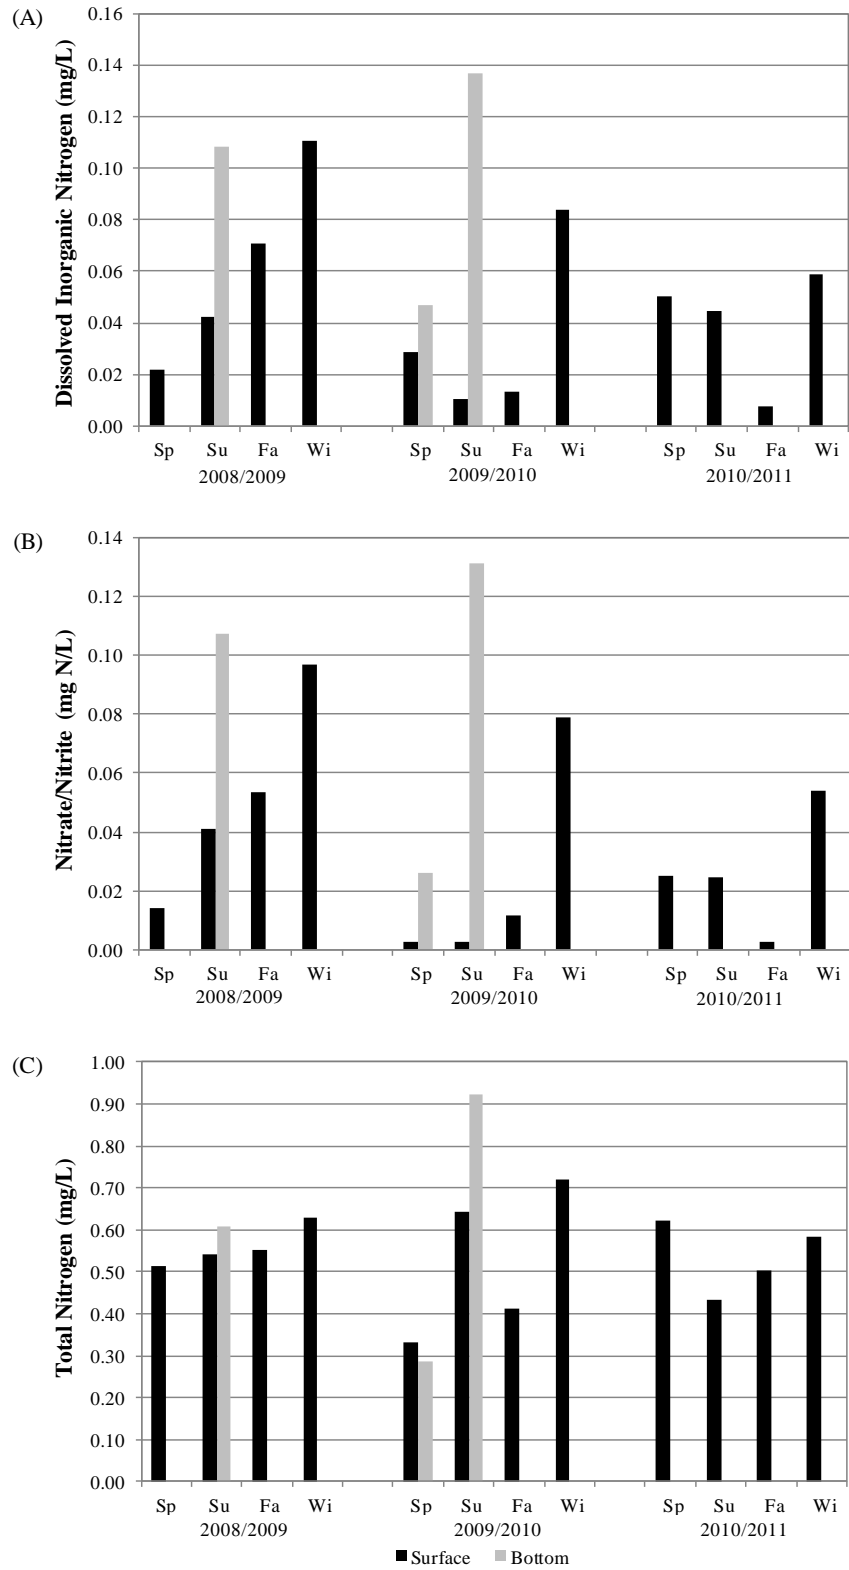 (A)
Dissolved Inorganic Nitrogen (mg/L)
0.16
0.14
0.12
0.10
0.08
0.06
0.04
0.02
0.00
Sp Su Fa Wi Sp Su Fa Wi Sp Su Fa Wi
2008/2009 2009/2010 2010/2011
(B)
Nitrate/Nitrite (mg N/L)
0.14
0.12
0.10
0.08
0.06
0.04
0.02
0.00
Sp Su Fa Wi Sp Su Fa Wi Sp Su Fa Wi
2008/2009 2009/2010 2010/2011
(C)
Total Nitrogen (mg/L)
1.00
0.90
0.80
0.70
0.60
0.50
0.40
0.30
0.20
0.10
0.00
Sp Su Fa Wi Sp Su Fa Wi Sp Su Fa Wi
2008/2009 2009/2010 2010/2011
Surface Bottom